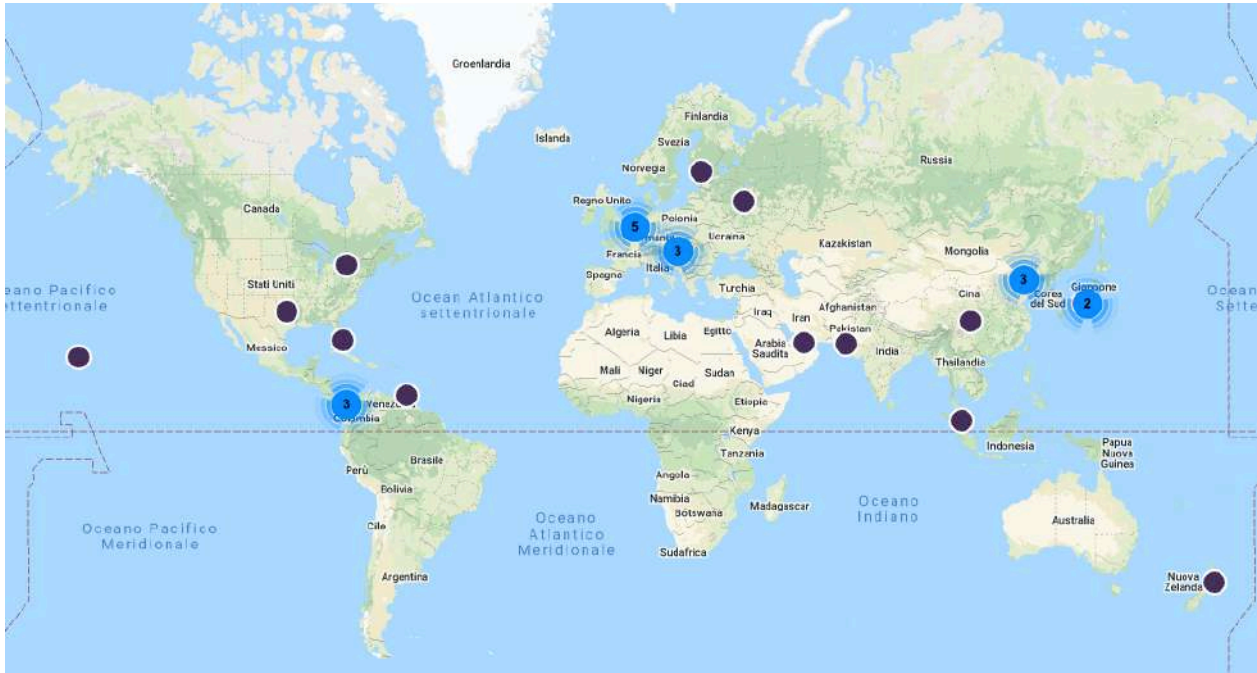 Groenlandia
Islanda
Finlandia
Svezia
Norvegia
Russia
Regno Unito
Polonia
5
3
Ucraina
Francia
Italia
Spagna
Turchia
Kazakistan
Mongolia
Canada
Stati Uniti
Messico
Ocean Atlantico
settentrionale
Iraq
Iran
Afghanistan
Pakistan
Cina
3
Corea
del Sud
Giappone
2
Algeria
Libia
Egitto
Arabia
Saudita
India
Thailandia
Mali
Niger
Ciad
Sudan
Nigeria
Etiopia
3
Colombia
Kenya
Tanzania
Indonesia
Papua
Nuova
Guinea
Perù
Brasile
Bolivia
Angola
Namibia
Botswana
Madagascar
Sudafrica
Oceano Pacifico
Meridionale
Oceano
Atlantico
Meridionale
Oceano
Indiano
Australia
Cile
Argentina
Nuova
Zelanda